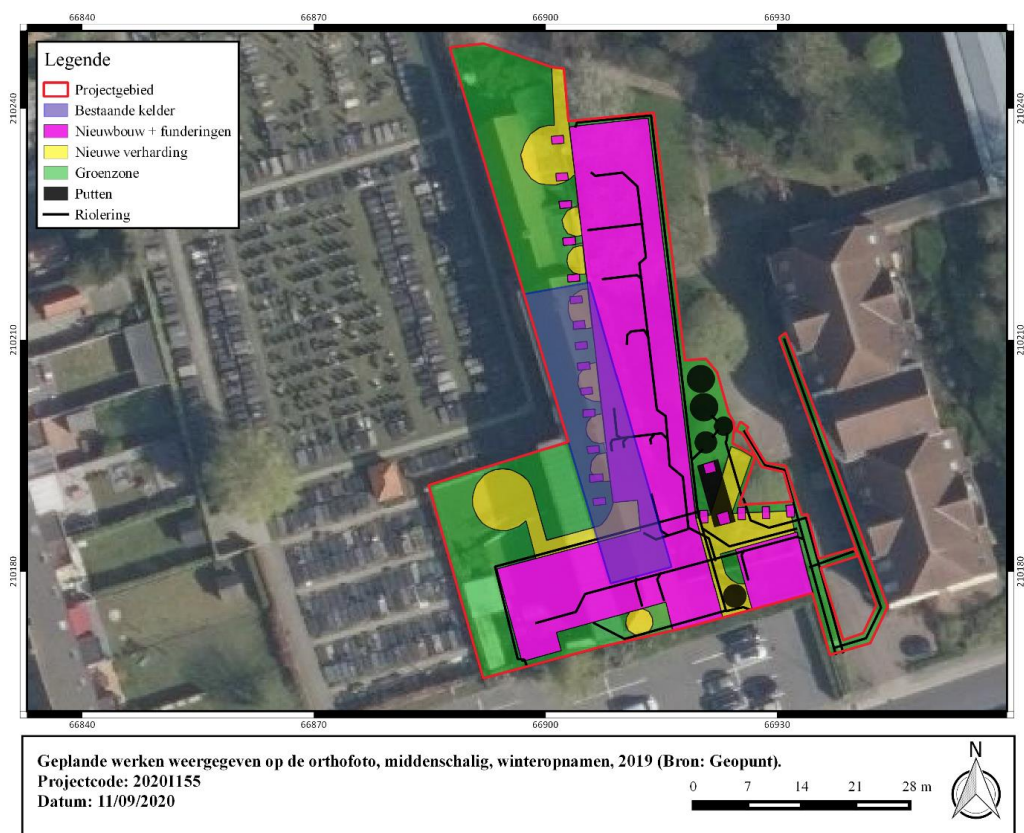 66840 66870 66900 66930
210240
210210
210180
210240
210210
210180
Legende
Projectgebied
Bestaande kelder
Nieuwbouw + funderingen
Nieuwe verharding
Groenzone
Putten
Riolering
66840 66870 66900 66930
Geplande werken weergegeven op de orthofoto, middenschalig, winteropnamen, 2019 (Bron: Geopunt).
Projectcode: 20201155
Datum: 11/09/2020
0 7 14 21 28 m
N